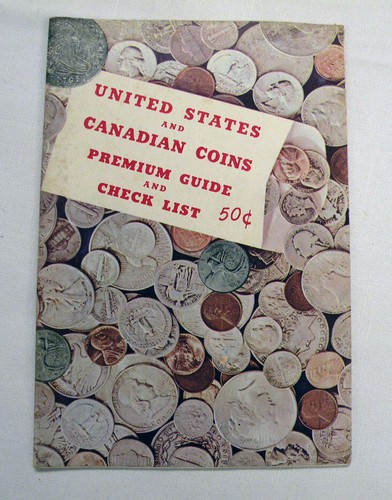 UNITED STATES
AND
CANADIAN COINS
PREMIUM GUIDE
AND
CHECK LIST 50¢